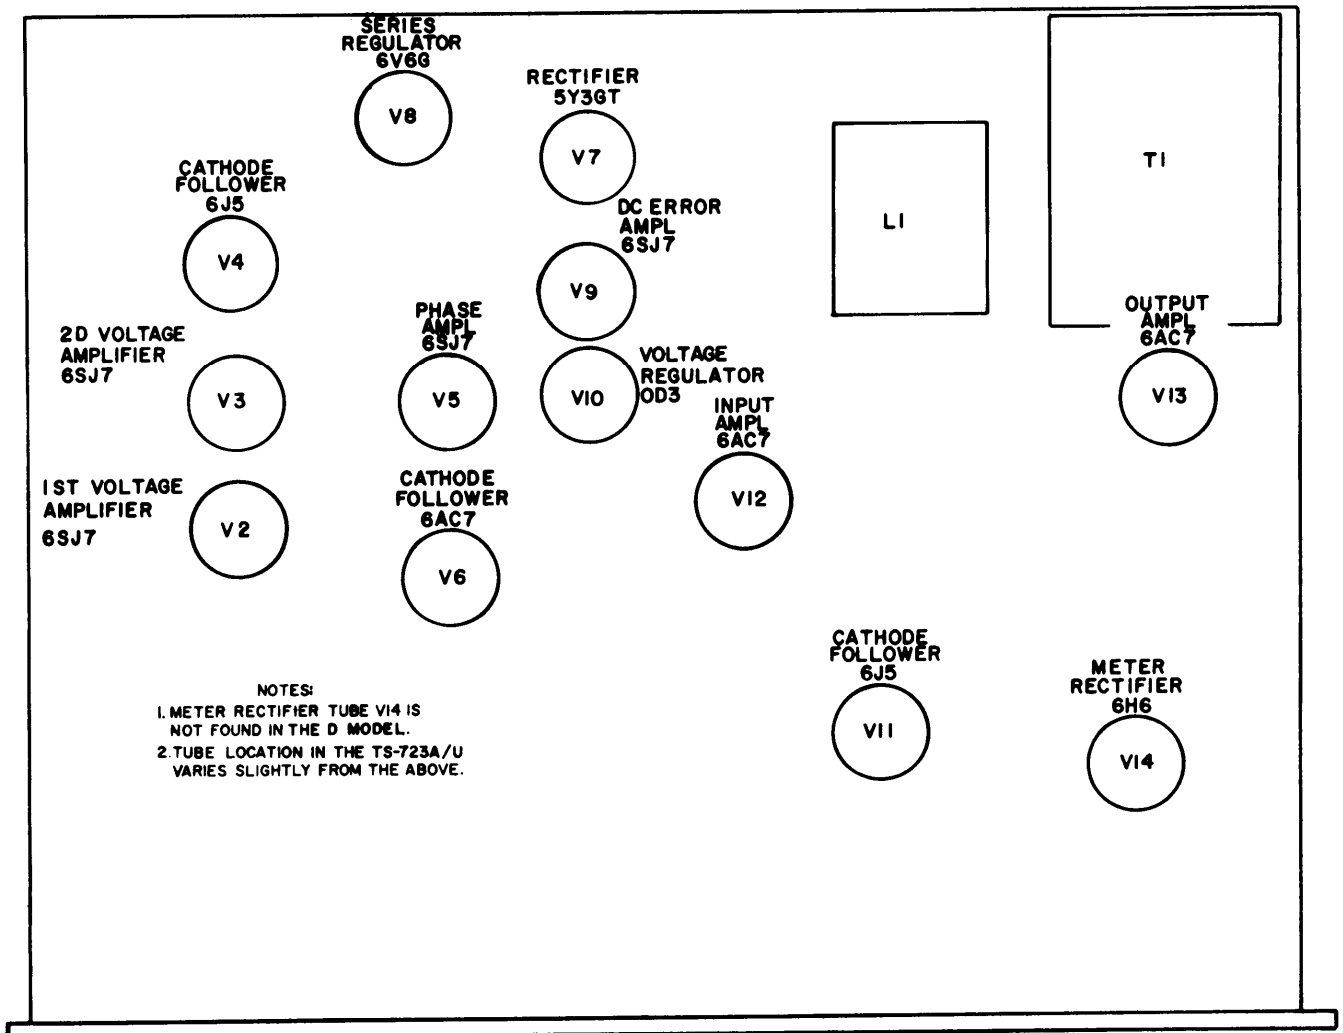 SERIES
REGULATOR
6V6G
V8
RECTIFIER
5Y3GT
V7
T1
L1
CATHODE
FOLLOWER
6J5
V4
DC ERROR
AMPL
6SJ7
V9
2D VOLTAGE
AMPLIFIER
6SJ7
V3
PHASE
AMPL
6SJ7
V5
VOLTAGE
REGULATOR
OD3
V10
OUTPUT
AMPL
6AC7
V13
INPUT
AMPL
6AC7
V12
1ST VOLTAGE
AMPLIFIER
6SJ7
V2
CATHODE
FOLLOWER
6AC7
V6
CATHODE
FOLLOWER
6J5
V11
METER
RECTIFIER
6H6
V14
NOTES:
1. METER RECTIFIER TUBE V14 IS
NOT FOUND IN THE D MODEL.
2. TUBE LOCATION IN THE TS-723A/U
VARIES SLIGHTLY FROM THE ABOVE.